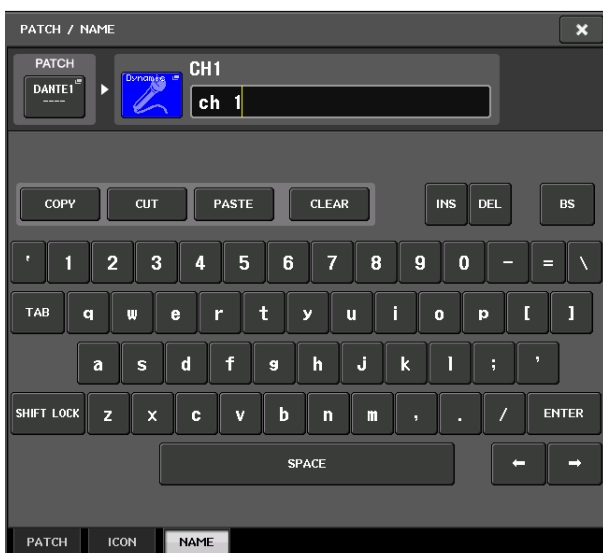 PATCH / NAME
PATCH
DANTE1
----
Dynamic
CH1
ch 1
COPY CUT PASTE CLEAR INS DEL BS
' 1 2 3 4 5 6 7 8 9 0 - = \
TAB q w e r t y u i o p [ ]
a s d f g h j k l ; '
SHIFT LOCK z x c v b n m , . / ENTER
SPACE ← →
PATCH ICON NAME